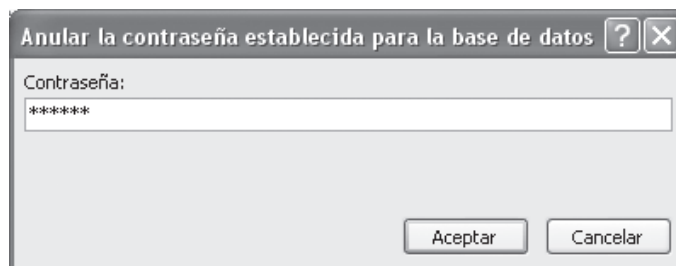 Anular la contraseña establecida para la base de datos ?
Contraseña:
******
Aceptar Cancelar